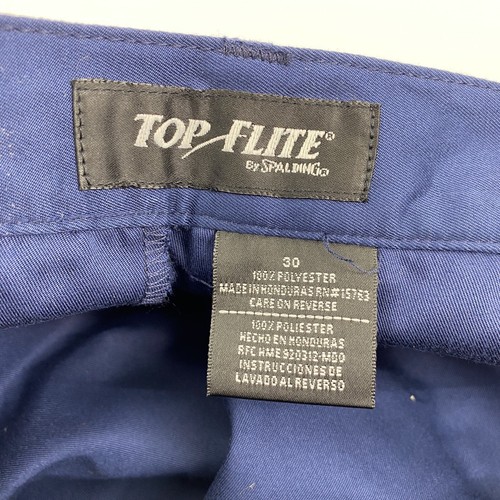 TOP FLITE®
By SPALDING®
30
100% POLYESTER
MADE IN HONDURAS RN#15763
CARE ON REVERSE
100% POLIESTER
HECHO EN HONDURAS
RFC HME 920312-MD0
INSTRUCCIONES DE
LAVADO AL REVERSO